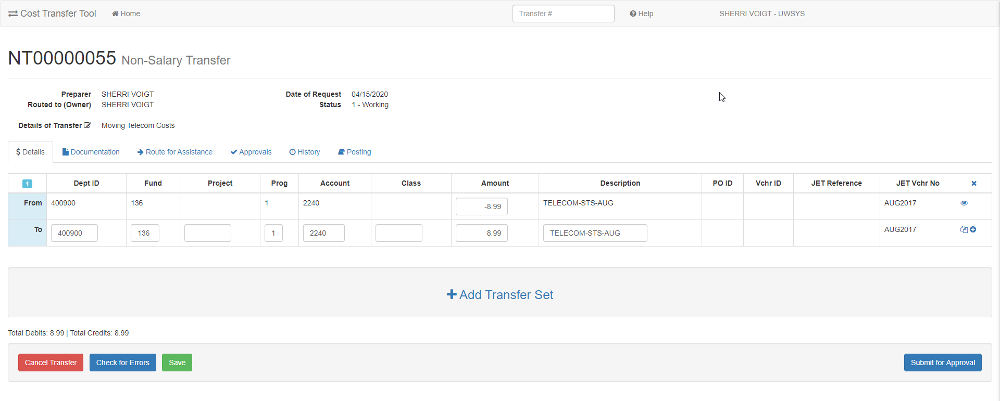 Cost Transfer Tool Home Transfer # Help SHERRI VOIGT - UWSYS
NT00000055 Non-Salary Transfer
Preparer SHERRI VOIGT Date of Request 04/15/2020
Routed to (Owner) SHERRI VOIGT Status 1 - Working
Details of Transfer Moving Telecom Costs
$ Details Documentation Route for Assistance Approvals History Posting
1 Dept ID Fund Project Prog Account Class Amount Description PO ID Vchr ID JET Reference JET Vchr No
From 400900 136 1 2240 -8.99 TELECOM-STS-AUG AUG2017
To 400900 136 1 2240 8.99 TELECOM-STS-AUG AUG2017
Add Transfer Set
Total Debits: 8.99 | Total Credits: 8.99
Cancel Transfer Check for Errors Save Submit for Approval